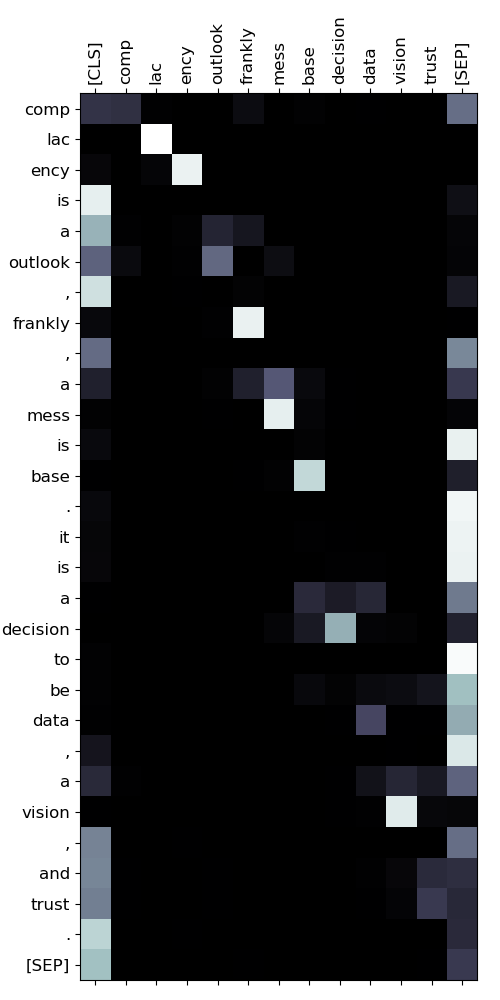 [CLS] comp lac ency outlook frankly mess base decision data vision trust [SEP]
comp
lac
ency
is
a
outlook
,
frankly
,
a
mess
is
base
.
it
is
a
decision
to
be
data
,
a
vision
,
and
trust
.
[SEP]